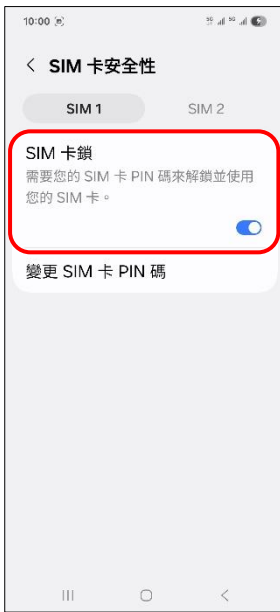 10:00
5G 5G
SIM 卡安全性
SIM 1 SIM 2
SIM 卡鎖
需要您的 SIM 卡 PIN 碼來解鎖並使用
您的 SIM 卡。
變更 SIM 卡 PIN 碼